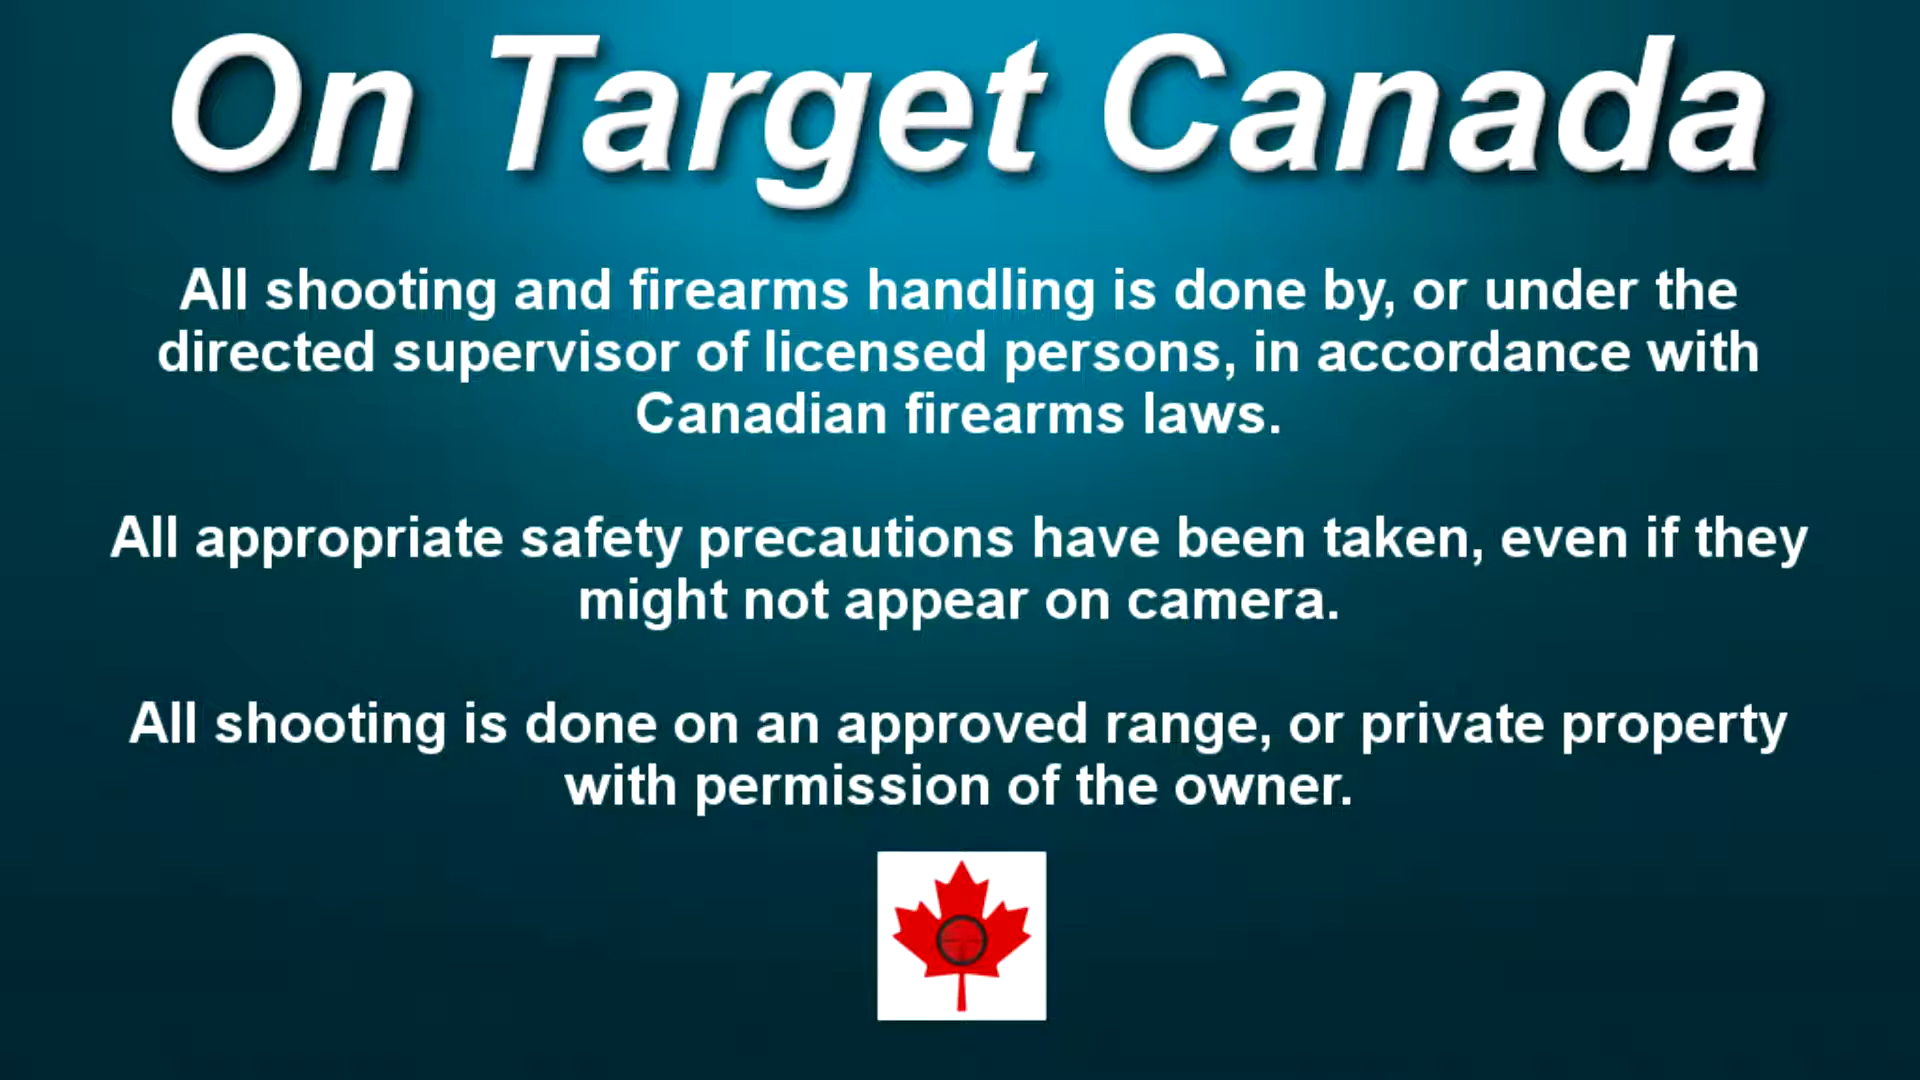 On Target Canada
All shooting and firearms handling is done by, or under the
directed supervisor of licensed persons, in accordance with
Canadian firearms laws.
All appropriate safety precautions have been taken, even if they
might not appear on camera.
All shooting is done on an approved range, or private property
with permission of the owner.